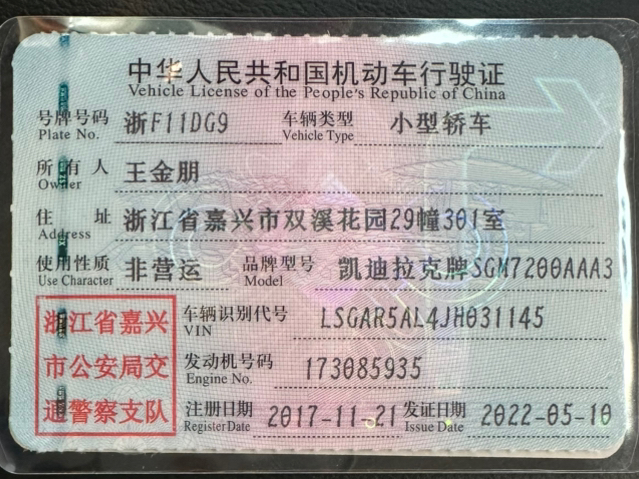 中华人民共和国机动车行驶证
Vehicle License of the People's Republic of China
号牌号码 浙F11DG9 车辆类型 小型轿车
Plate No. Vehicle Type
所有人 王金朋
Owner
住址 浙江省嘉兴市双溪花园29幢301室
Address
使用性质 非营运 品牌型号 凯迪拉克牌SGM7200AAA3
Use Character Model
浙江省嘉兴
市公安局交
通警察支队
车辆识别代号 LSGAR5AL4JH031145
VIN
发动机号码 173085935
Engine No.
注册日期 2017-11-21 发证日期 2022-05-10
Register Date Issue Date